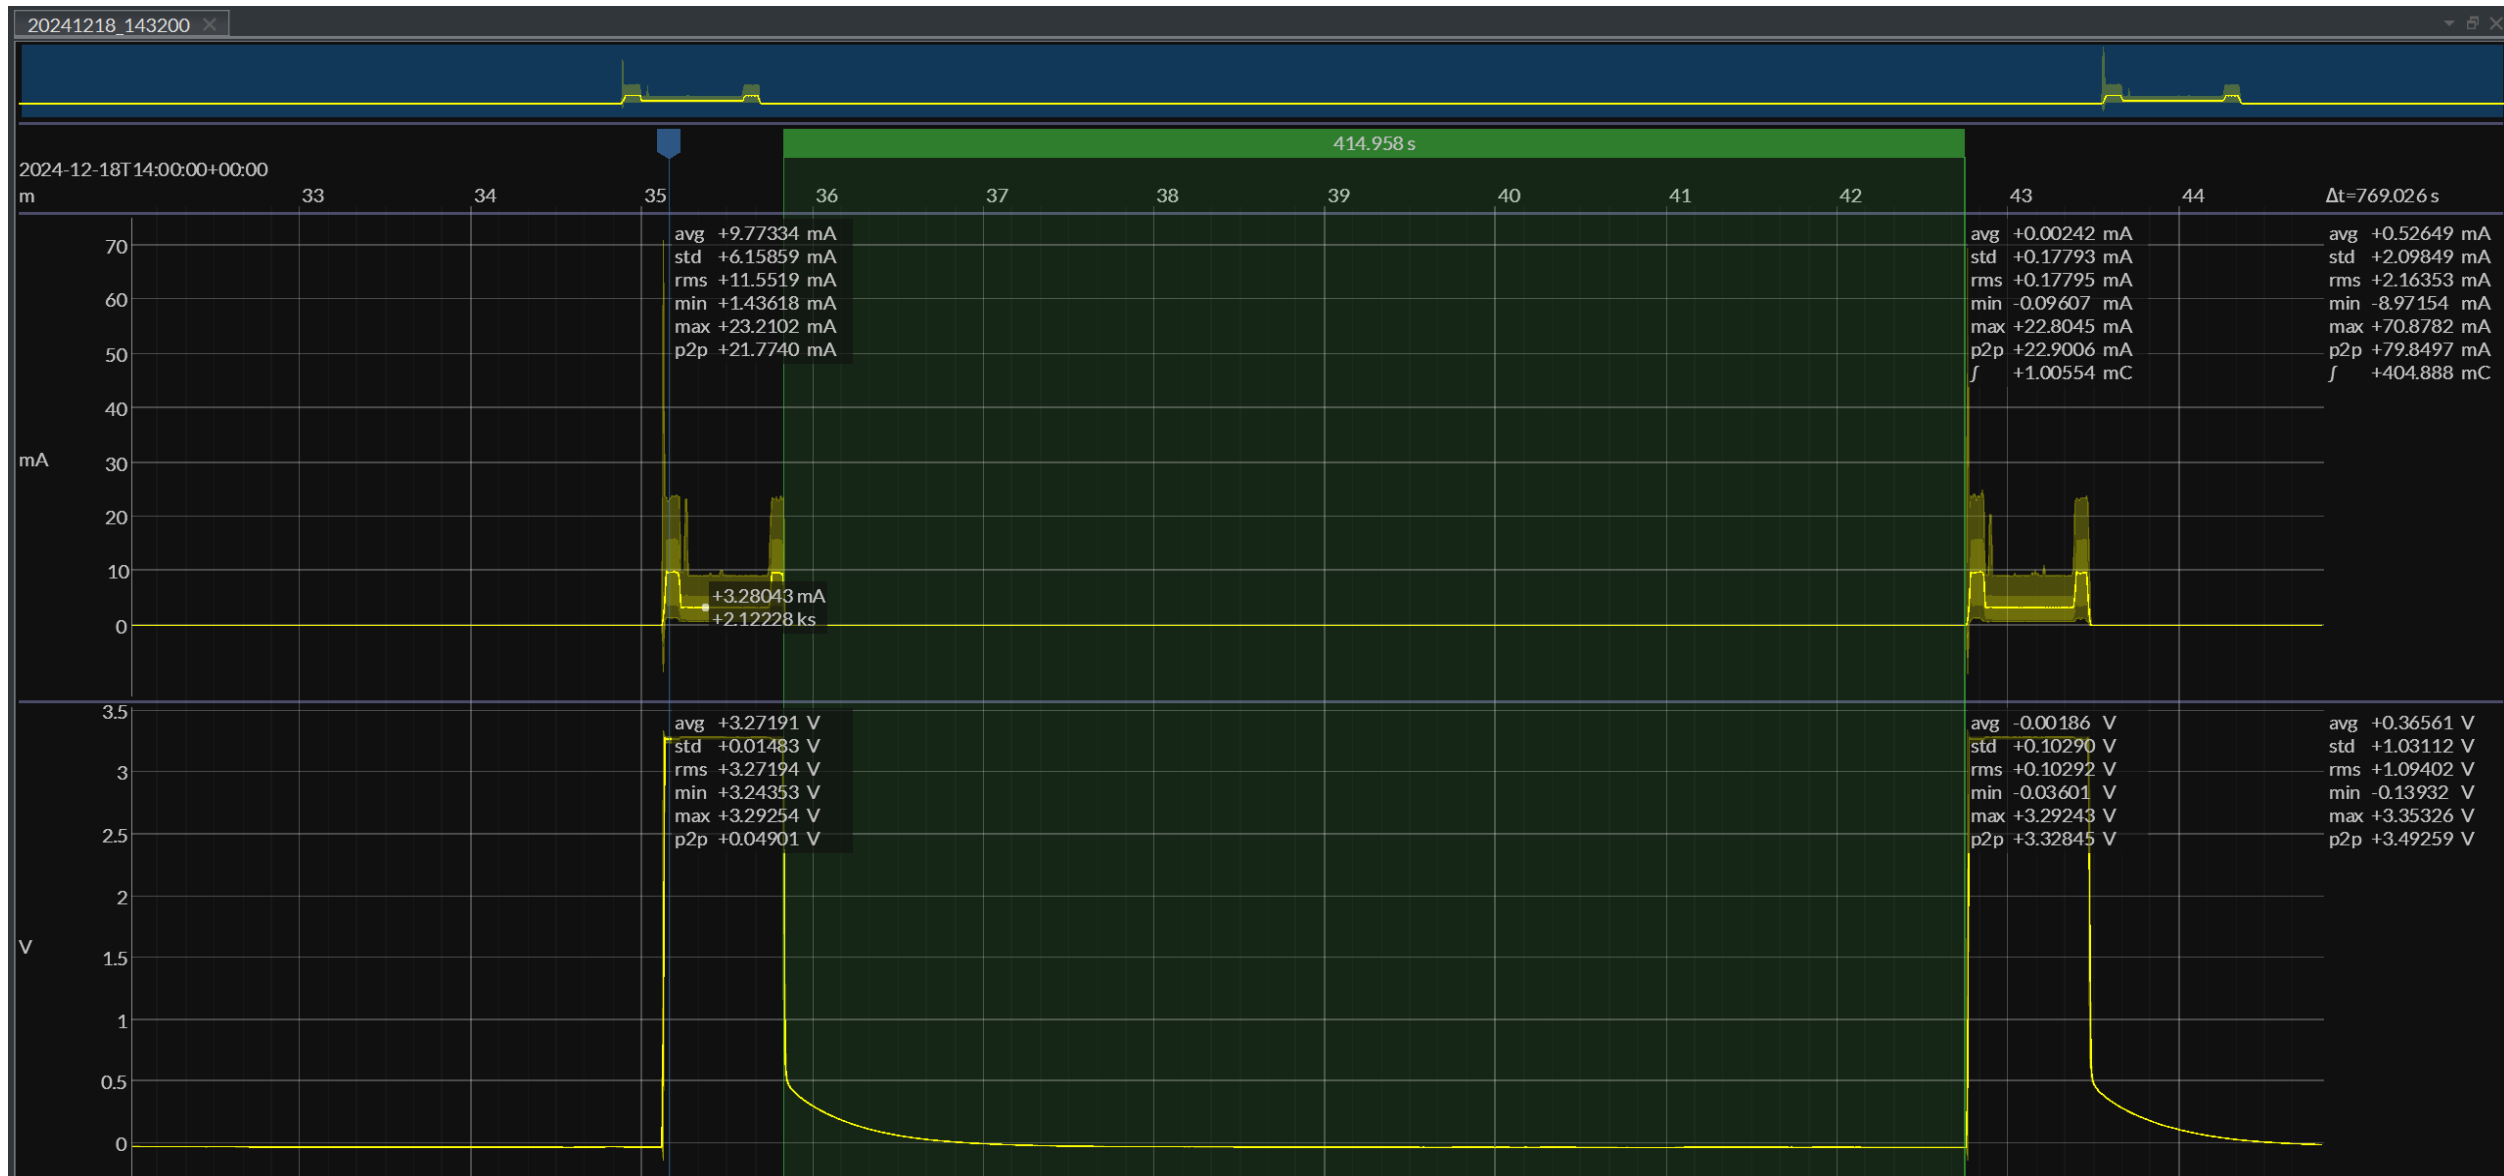 20241218_143200
414.958 s
2024-12-18T14:00:00+00:00
m 33 34 35 36 37 38 39 40 41 42 43 44 Δt=769.026 s
avg +9.77334 mA
std +6.15859 mA
rms +11.5519 mA
min +1.43618 mA
max +23.2102 mA
p2p +21.7740 mA
avg +0.00242 mA
std +0.17793 mA
rms +0.17795 mA
min -0.09607 mA
max +22.8045 mA
p2p +22.9006 mA
∫ +1.00554 mC
avg +0.52649 mA
std +2.09849 mA
rms +2.16353 mA
min -8.97154 mA
max +70.8782 mA
p2p +79.8497 mA
∫ +404.888 mC
70
60
50
40
mA
30
20
10
0
+3.28043 mA
+2.12228 ks
avg +3.27191 V
std +0.01483 V
rms +3.27194 V
min +3.24353 V
max +3.29254 V
p2p +0.04901 V
avg -0.00186 V
std +0.10290 V
rms +0.10292 V
min -0.03601 V
max +3.29243 V
p2p +3.32845 V
avg +0.36561 V
std +1.03112 V
rms +1.09402 V
min -0.13932 V
max +3.35326 V
p2p +3.49259 V
3.5
3
2.5
2
V
1.5
1
0.5
0